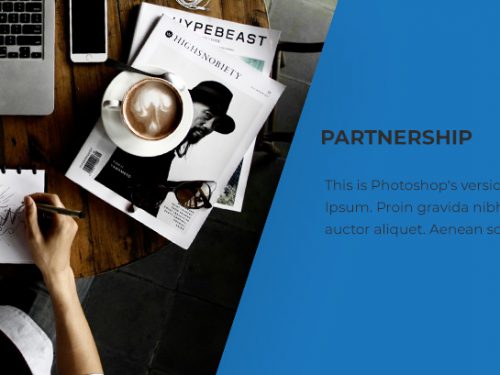 HYPEBEAST
HIGHSNOBIETY
PARTNERSHIP
This is Photoshop's versio
Ipsum. Proin gravida nibh
auctor aliquet. Aenean so